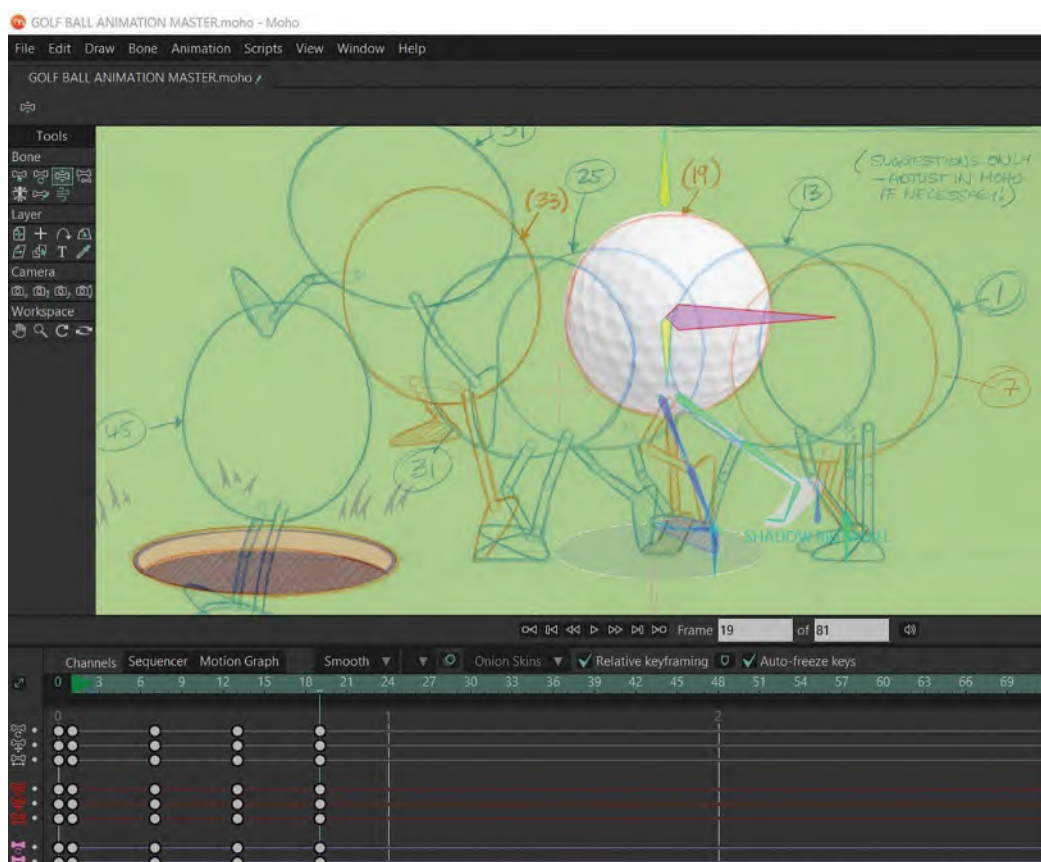 GOLF BALL ANIMATION MASTER.moho - Moho
File Edit Draw Bone Animation Scripts View Window Help
GOLF BALL ANIMATION MASTER.moho
Tools
Bone
Layer
T
Camera
Workspace
(33)
25
(19)
13
(SUGGESTIONS ONLY
- ADJUST IN MOHO
IF NECESSARY!)
1
7
45
31
SHADOW
Frame 19 of 81
Channels Sequencer Motion Graph Smooth Onion Skins Relative keyframing Auto-freeze keys
0 3 6 9 12 15 18 21 24 27 30 33 36 39 42 45 48 51 54 57 60 63 66 69
0 1 2